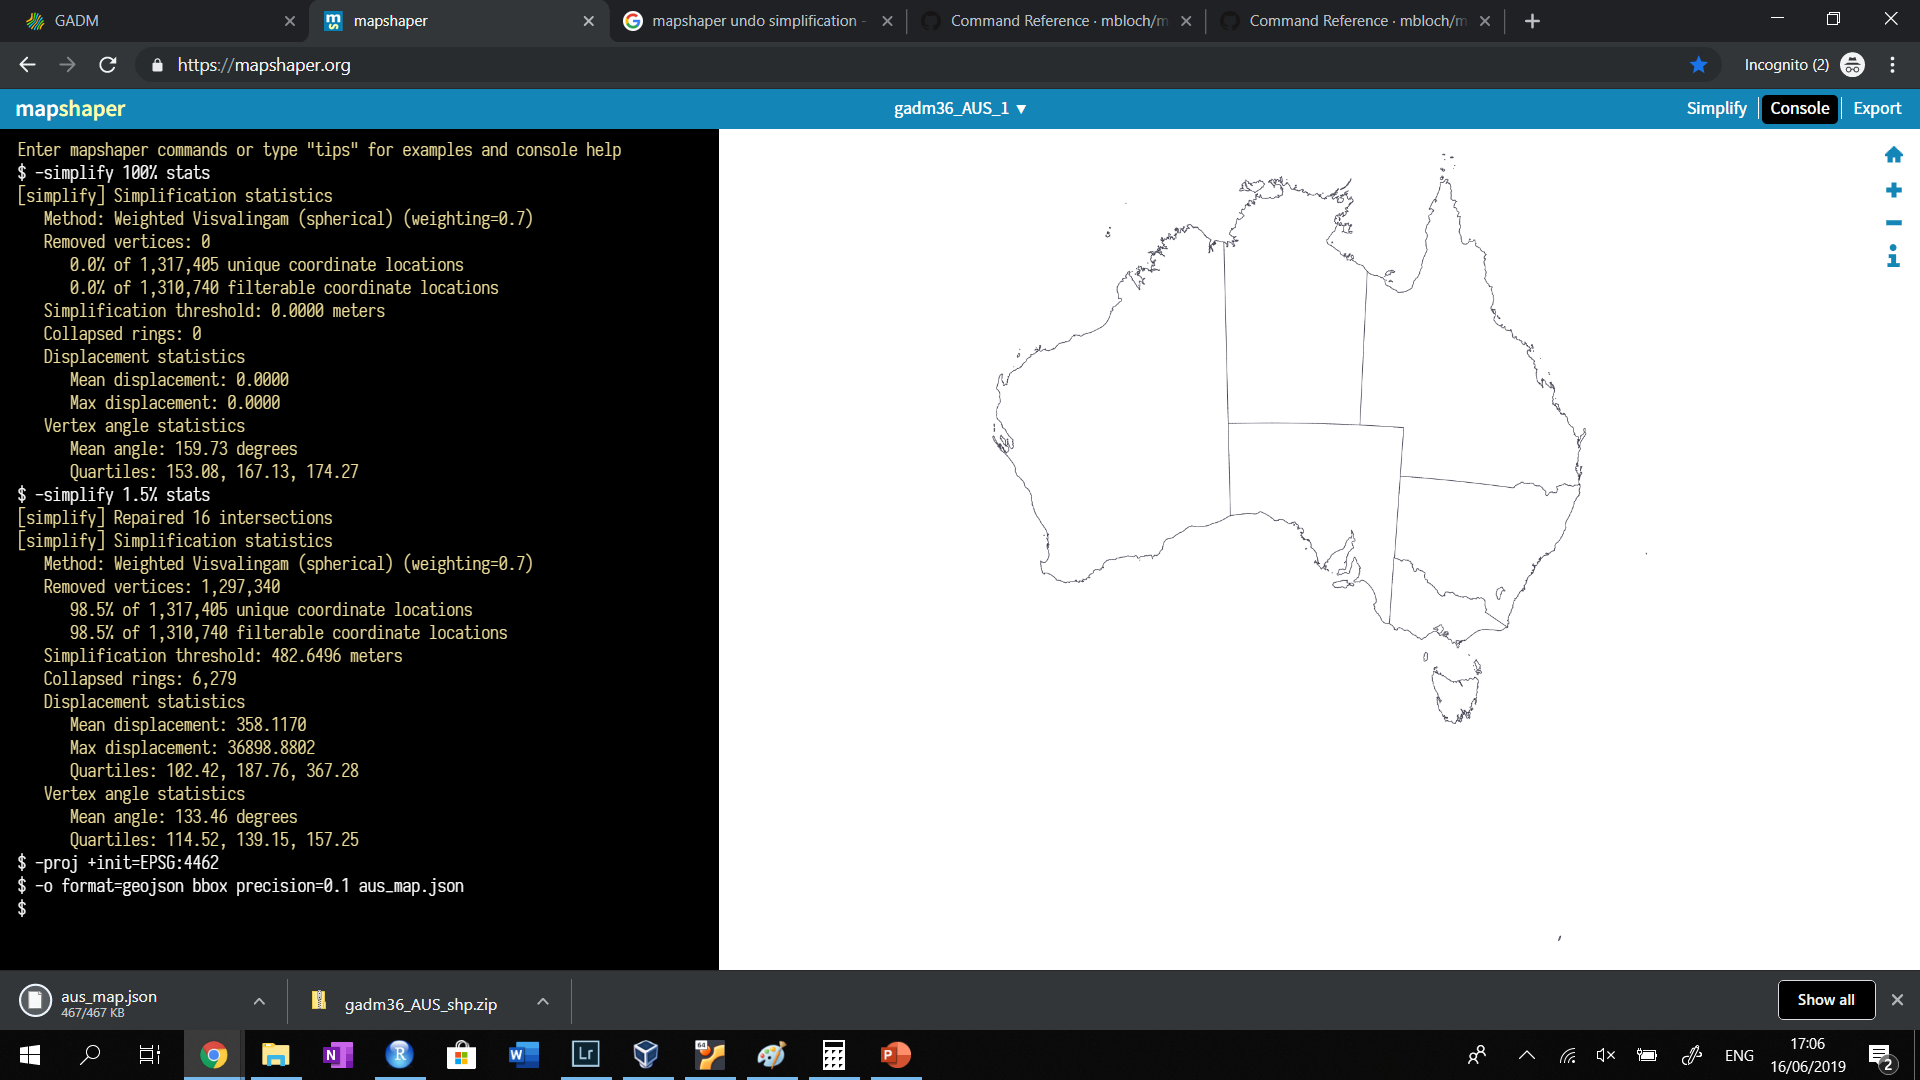 GADM
mapshaper
mapshaper undo simplification -
Command Reference · mbloch/m
Command Reference · mbloch/m
https://mapshaper.org
Incognito (2)
mapshaper
gadm36_AUS_1 ▼
Simplify
Console
Export
Enter mapshaper commands or type "tips" for examples and console help
$ -simplify 100% stats
[simplify] Simplification statistics
Method: Weighted Visvalingam (spherical) (weighting=0.7)
Removed vertices: 0
0.0% of 1,317,405 unique coordinate locations
0.0% of 1,310,740 filterable coordinate locations
Simplification threshold: 0.0000 meters
Collapsed rings: 0
Displacement statistics
Mean displacement: 0.0000
Max displacement: 0.0000
Vertex angle statistics
Mean angle: 159.73 degrees
Quartiles: 153.08, 167.13, 174.27
$ -simplify 1.5% stats
[simplify] Repaired 16 intersections
[simplify] Simplification statistics
Method: Weighted Visvalingam (spherical) (weighting=0.7)
Removed vertices: 1,297,340
98.5% of 1,317,405 unique coordinate locations
98.5% of 1,310,740 filterable coordinate locations
Simplification threshold: 482.6496 meters
Collapsed rings: 6,279
Displacement statistics
Mean displacement: 358.1170
Max displacement: 36898.8802
Quartiles: 102.42, 187.76, 367.28
Vertex angle statistics
Mean angle: 133.46 degrees
Quartiles: 114.52, 139.15, 157.25
$ -proj +init=EPSG:4462
$ -o format=geojson bbox precision=0.1 aus_map.json
$
aus_map.json
467/467 KB
gadm36_AUS_shp.zip
Show all
ENG
17:06
16/06/2019
2